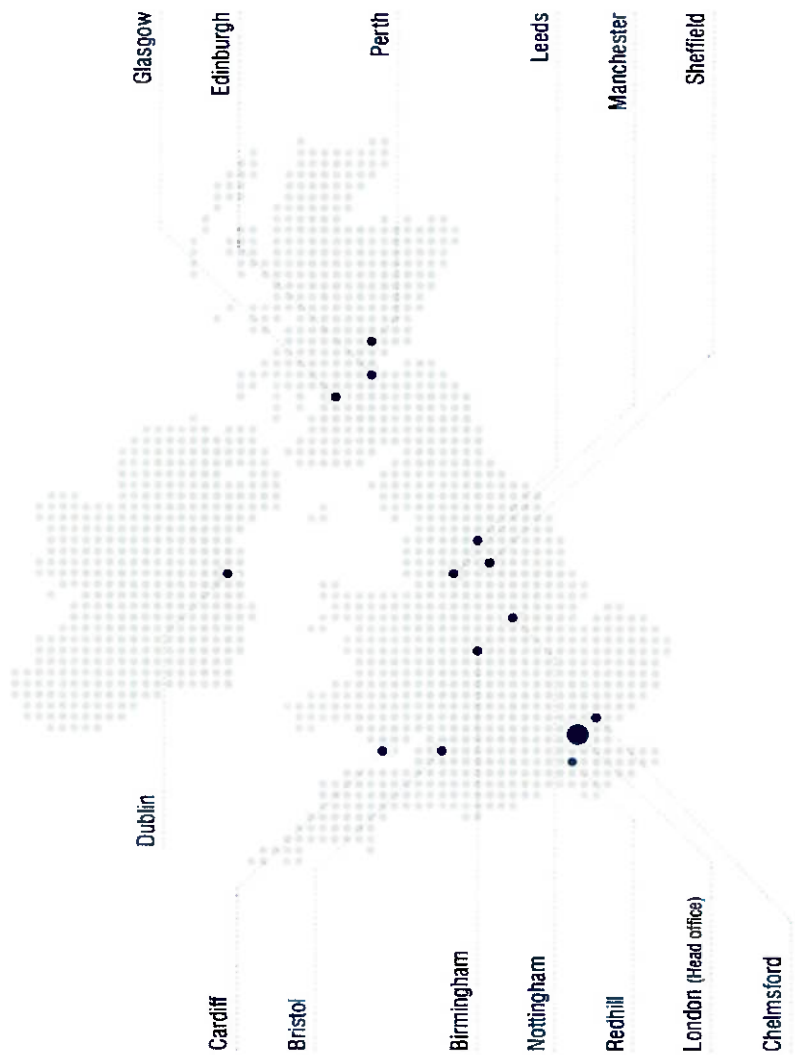 Glasgow
Edinburgh
Perth
Leeds
Manchester
Sheffield
Dublin
Cardiff
Bristol
Birmingham
Nottingham
Redhill
London (Head office)
Chelmsford